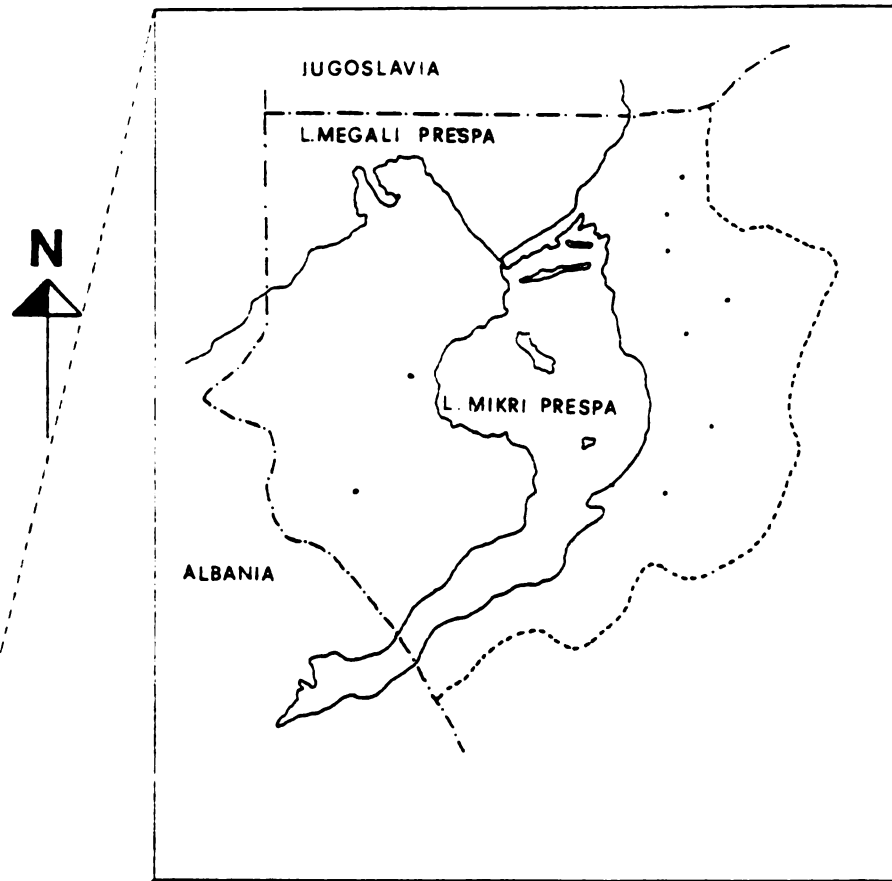 JUGOSLAVIA
L.MEGALI PRESPA
N
L. MIKRI PRESPA
ALBANIA